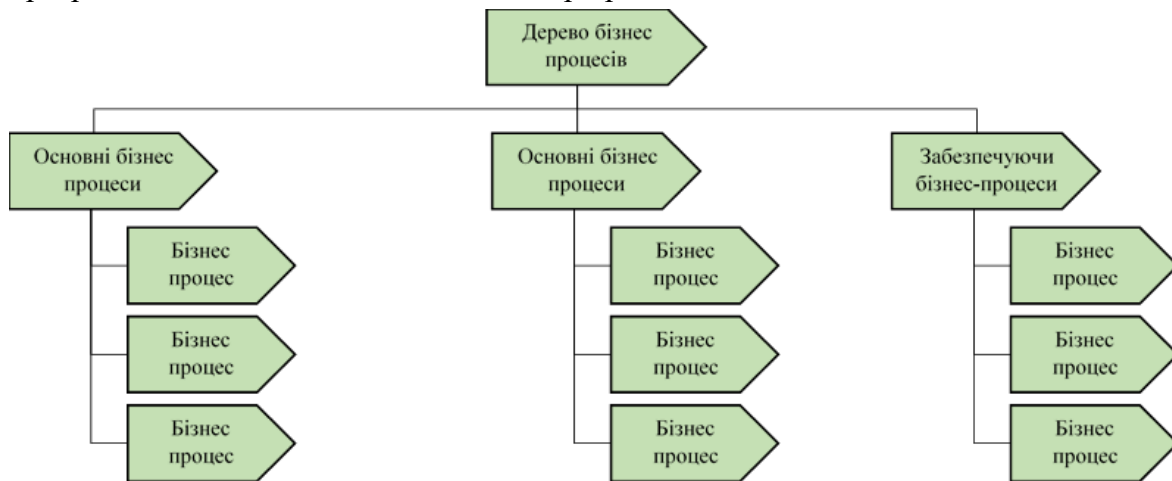 Дерево бізнес
процесів
Основні бізнес
процеси
Основні бізнес
процеси
Забезпечуючи
бізнес-процеси
Бізнес
процес
Бізнес
процес
Бізнес
процес
Бізнес
процес
Бізнес
процес
Бізнес
процес
Бізнес
процес
Бізнес
процес
Бізнес
процес